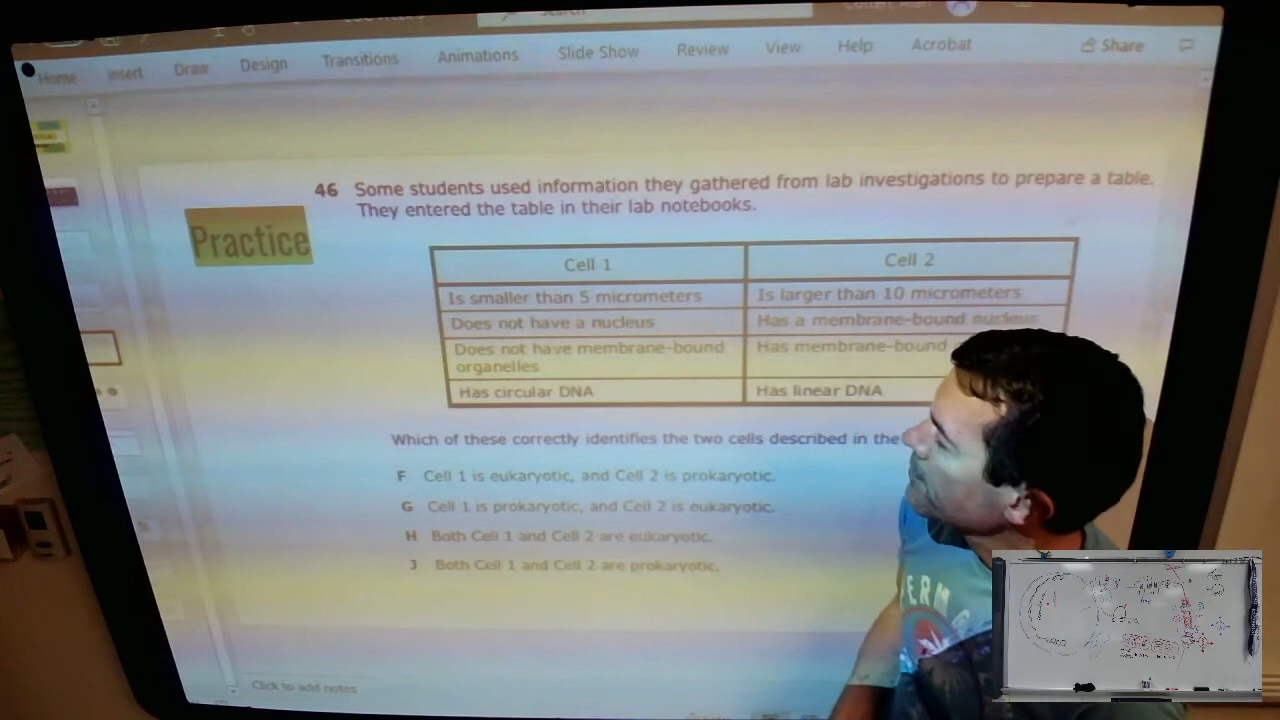 Search
Home Insert Draw Design Transitions Animations Slide Show Review View Help Acrobat Share
46 Some students used information they gathered from lab investigations to prepare a table.
They entered the table in their lab notebooks.
Practice
Cell 1 Cell 2
Is smaller than 5 micrometers Is larger than 10 micrometers
Does not have a nucleus Has a membrane-bound nucleus
Does not have membrane-bound Has membrane-bound
organelles
Has circular DNA Has linear DNA
Which of these correctly identifies the two cells described in the
F Cell 1 is eukaryotic, and Cell 2 is prokaryotic.
G Cell 1 is prokaryotic, and Cell 2 is eukaryotic.
H Both Cell 1 and Cell 2 are eukaryotic.
J Both Cell 1 and Cell 2 are prokaryotic.
ERM
Click to add notes